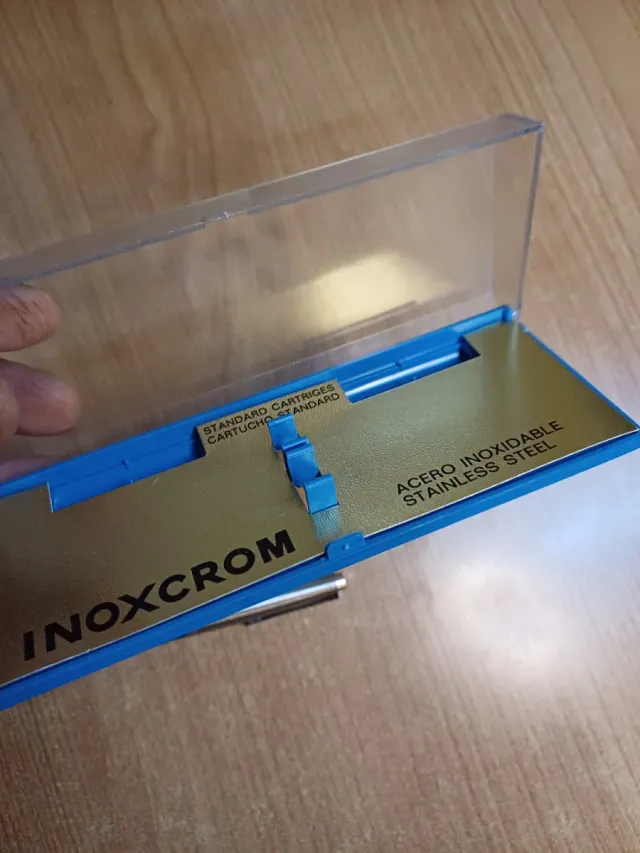 STANDARD CARTRIGES
CARTUCHO STANDARD
ACERO INOXIDABLE
STAINLESS STEEL
INOXCROM